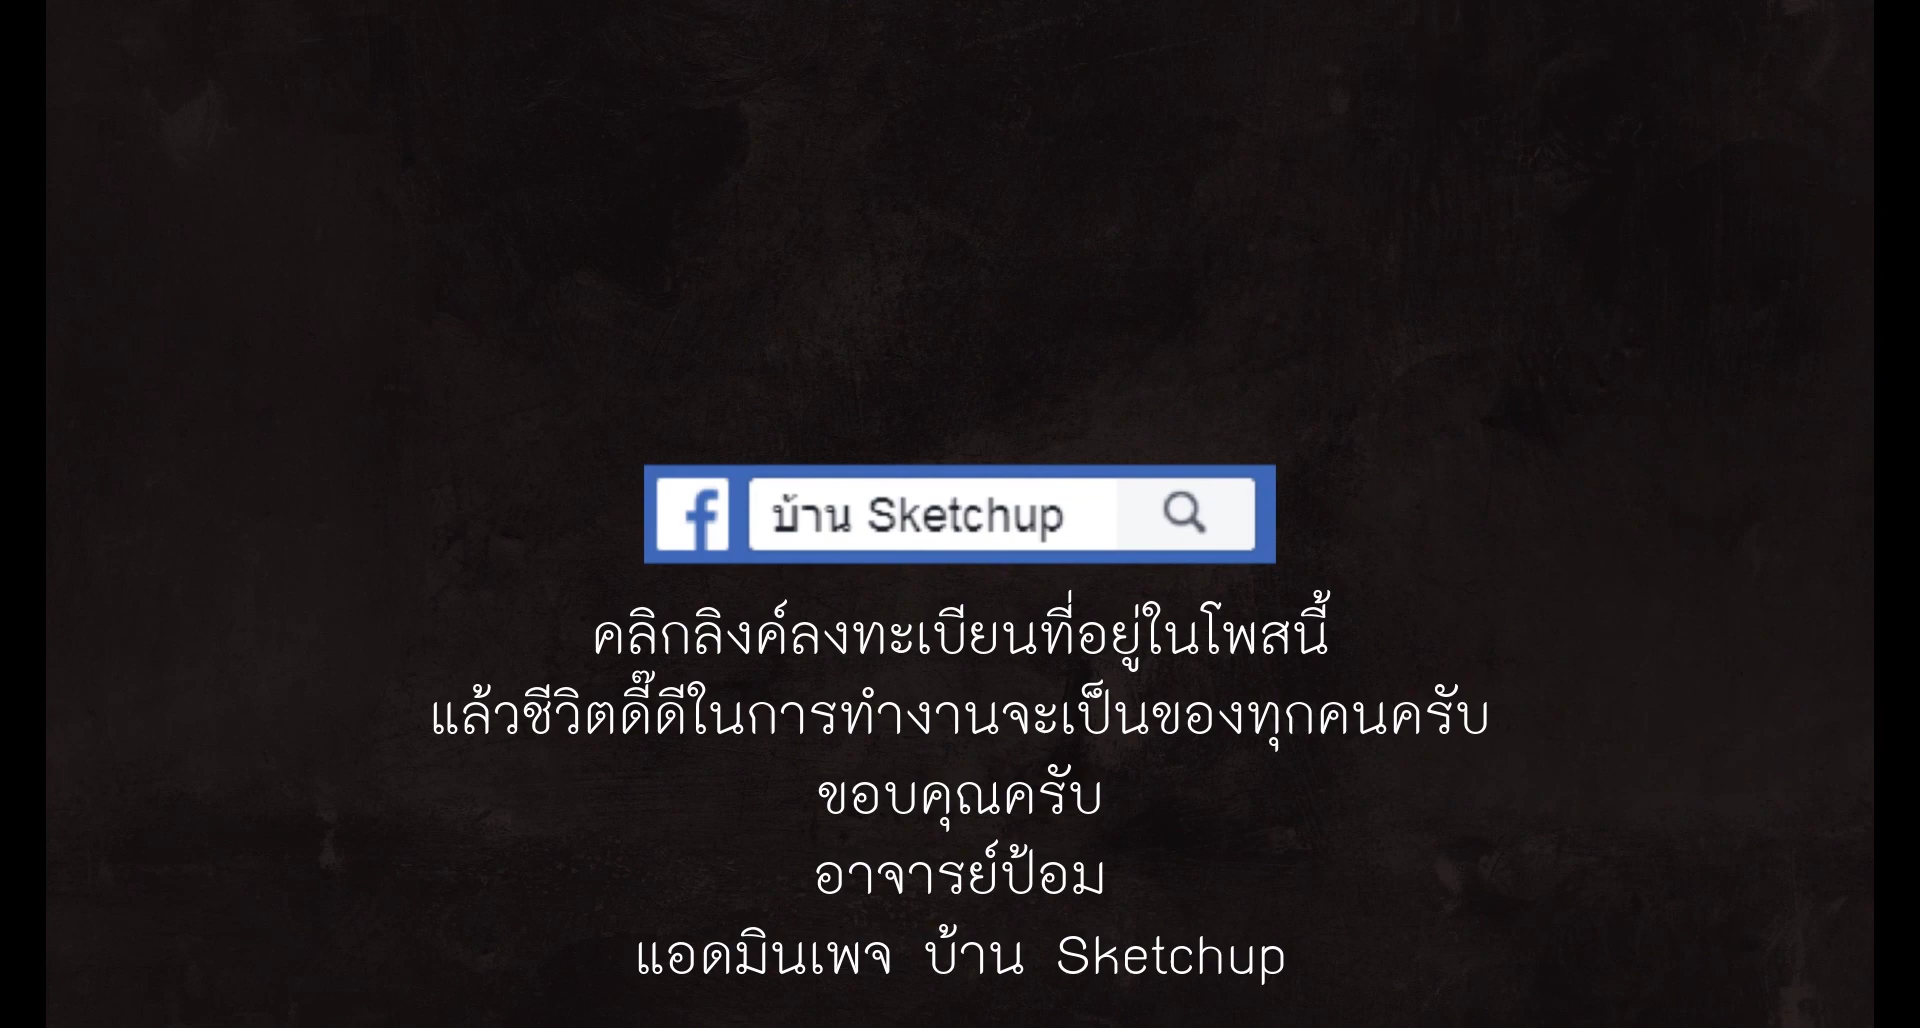 f บ้าน Sketchup
คลิกลิงค์ลงทะเบียนที่อยู่ในโพสนี้
แล้วชีวิตดี๊ดีในการทำงานจะเป็นของทุกคนครับ
ขอบคุณครับ
อาจารย์ป้อม
แอดมินเพจ บ้าน Sketchup